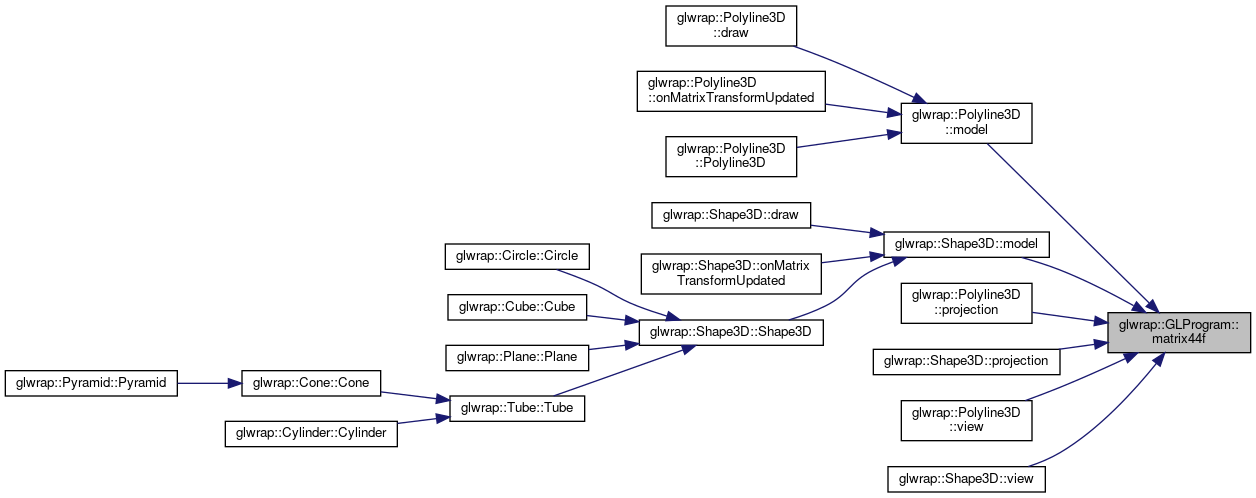 glwrap::Polyline3D
::draw
glwrap::Polyline3D
::onMatrixTransformUpdated
glwrap::Polyline3D
::model
glwrap::Polyline3D
::Polyline3D
glwrap::Shape3D::draw
glwrap::Shape3D::model
glwrap::Circle::Circle
glwrap::Shape3D::onMatrix
TransformUpdated
glwrap::Cube::Cube
glwrap::Polyline3D
::projection
glwrap::Shape3D::Shape3D
glwrap::GLProgram::
matrix44f
glwrap::Plane::Plane
glwrap::Shape3D::projection
glwrap::Pyramid::Pyramid
glwrap::Cone::Cone
glwrap::Tube::Tube
glwrap::Polyline3D
::view
glwrap::Cylinder::Cylinder
glwrap::Shape3D::view